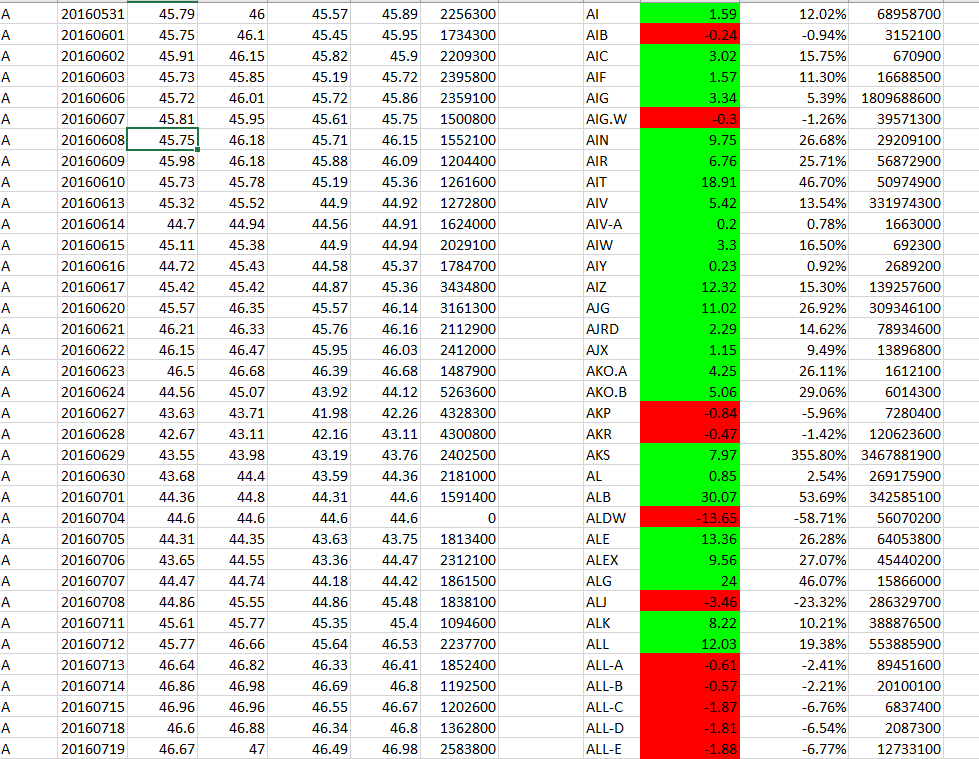 A 20160531 45.79 46 45.57 45.89 2256300 AI 1.59 12.02% 68958700
A 20160601 45.75 46.1 45.45 45.95 1734300 AIB -0.24 -0.94% 3152100
A 20160602 45.91 46.15 45.82 45.9 2209300 AIC 3.02 15.75% 670900
A 20160603 45.73 45.85 45.19 45.72 2395800 AIF 1.57 11.30% 16688500
A 20160606 45.72 46.01 45.72 45.86 2359100 AIG 3.34 5.39% 1809688600
A 20160607 45.81 45.95 45.61 45.75 1500800 AIG.W -0.3 -1.26% 39571300
A 20160608 45.75 46.18 45.71 46.15 1552100 AIN 9.75 26.68% 29209100
A 20160609 45.98 46.18 45.88 46.09 1204400 AIR 6.76 25.71% 56872900
A 20160610 45.73 45.78 45.19 45.36 1261600 AIT 18.91 46.70% 50974900
A 20160613 45.32 45.52 44.9 44.92 1272800 AIV 5.42 13.54% 331974300
A 20160614 44.7 44.94 44.56 44.91 1624000 AIV-A 0.2 0.78% 1663000
A 20160615 45.11 45.38 44.9 44.94 2029100 AIW 3.3 16.50% 692300
A 20160616 44.72 45.43 44.58 45.37 1784700 AIY 0.23 0.92% 2689200
A 20160617 45.42 45.42 44.87 45.36 3434800 AIZ 12.32 15.30% 139257600
A 20160620 45.57 46.35 45.57 46.14 3161300 AJG 11.02 26.92% 309346100
A 20160621 46.21 46.33 45.76 46.16 2112900 AJRD 2.29 14.62% 78934600
A 20160622 46.15 46.47 45.95 46.03 2412000 AJX 1.15 9.49% 13896800
A 20160623 46.5 46.68 46.39 46.68 1487900 AKO.A 4.25 26.11% 1612100
A 20160624 44.56 45.07 43.92 44.12 5263600 AKO.B 5.06 29.06% 6014300
A 20160627 43.63 43.71 41.98 42.26 4328300 AKP -0.84 -5.96% 7280400
A 20160628 42.67 43.11 42.16 43.11 4300800 AKR -0.47 -1.42% 120623600
A 20160629 43.55 43.98 43.19 43.76 2402500 AKS 7.97 355.80% 3467881900
A 20160630 43.68 44.4 43.59 44.36 2181000 AL 0.85 2.54% 269175900
A 20160701 44.36 44.8 44.31 44.6 1591400 ALB 30.07 53.69% 342585100
A 20160704 44.6 44.6 44.6 44.6 0 ALDW -13.65 -58.71% 56070200
A 20160705 44.31 44.35 43.63 43.75 1813400 ALE 13.36 26.28% 64053800
A 20160706 43.65 44.55 43.36 44.47 2312100 ALEX 9.56 27.07% 45440200
A 20160707 44.47 44.74 44.18 44.42 1861500 ALG 24 46.07% 15866000
A 20160708 44.86 45.55 44.86 45.48 1838100 ALJ -3.46 -23.32% 286329700
A 20160711 45.61 45.77 45.35 45.4 1094600 ALK 8.22 10.21% 388876500
A 20160712 45.77 46.66 45.64 46.53 2237700 ALL 12.03 19.38% 553885900
A 20160713 46.64 46.82 46.33 46.41 1852400 ALL-A -0.61 -2.41% 89451600
A 20160714 46.86 46.98 46.69 46.8 1192500 ALL-B -0.57 -2.21% 20100100
A 20160715 46.96 46.96 46.55 46.67 1202600 ALL-C -1.87 -6.76% 6837400
A 20160718 46.6 46.88 46.34 46.8 1362800 ALL-D -1.81 -6.54% 2087300
A 20160719 46.67 47 46.49 46.98 2583800 ALL-E -1.88 -6.77% 12733100